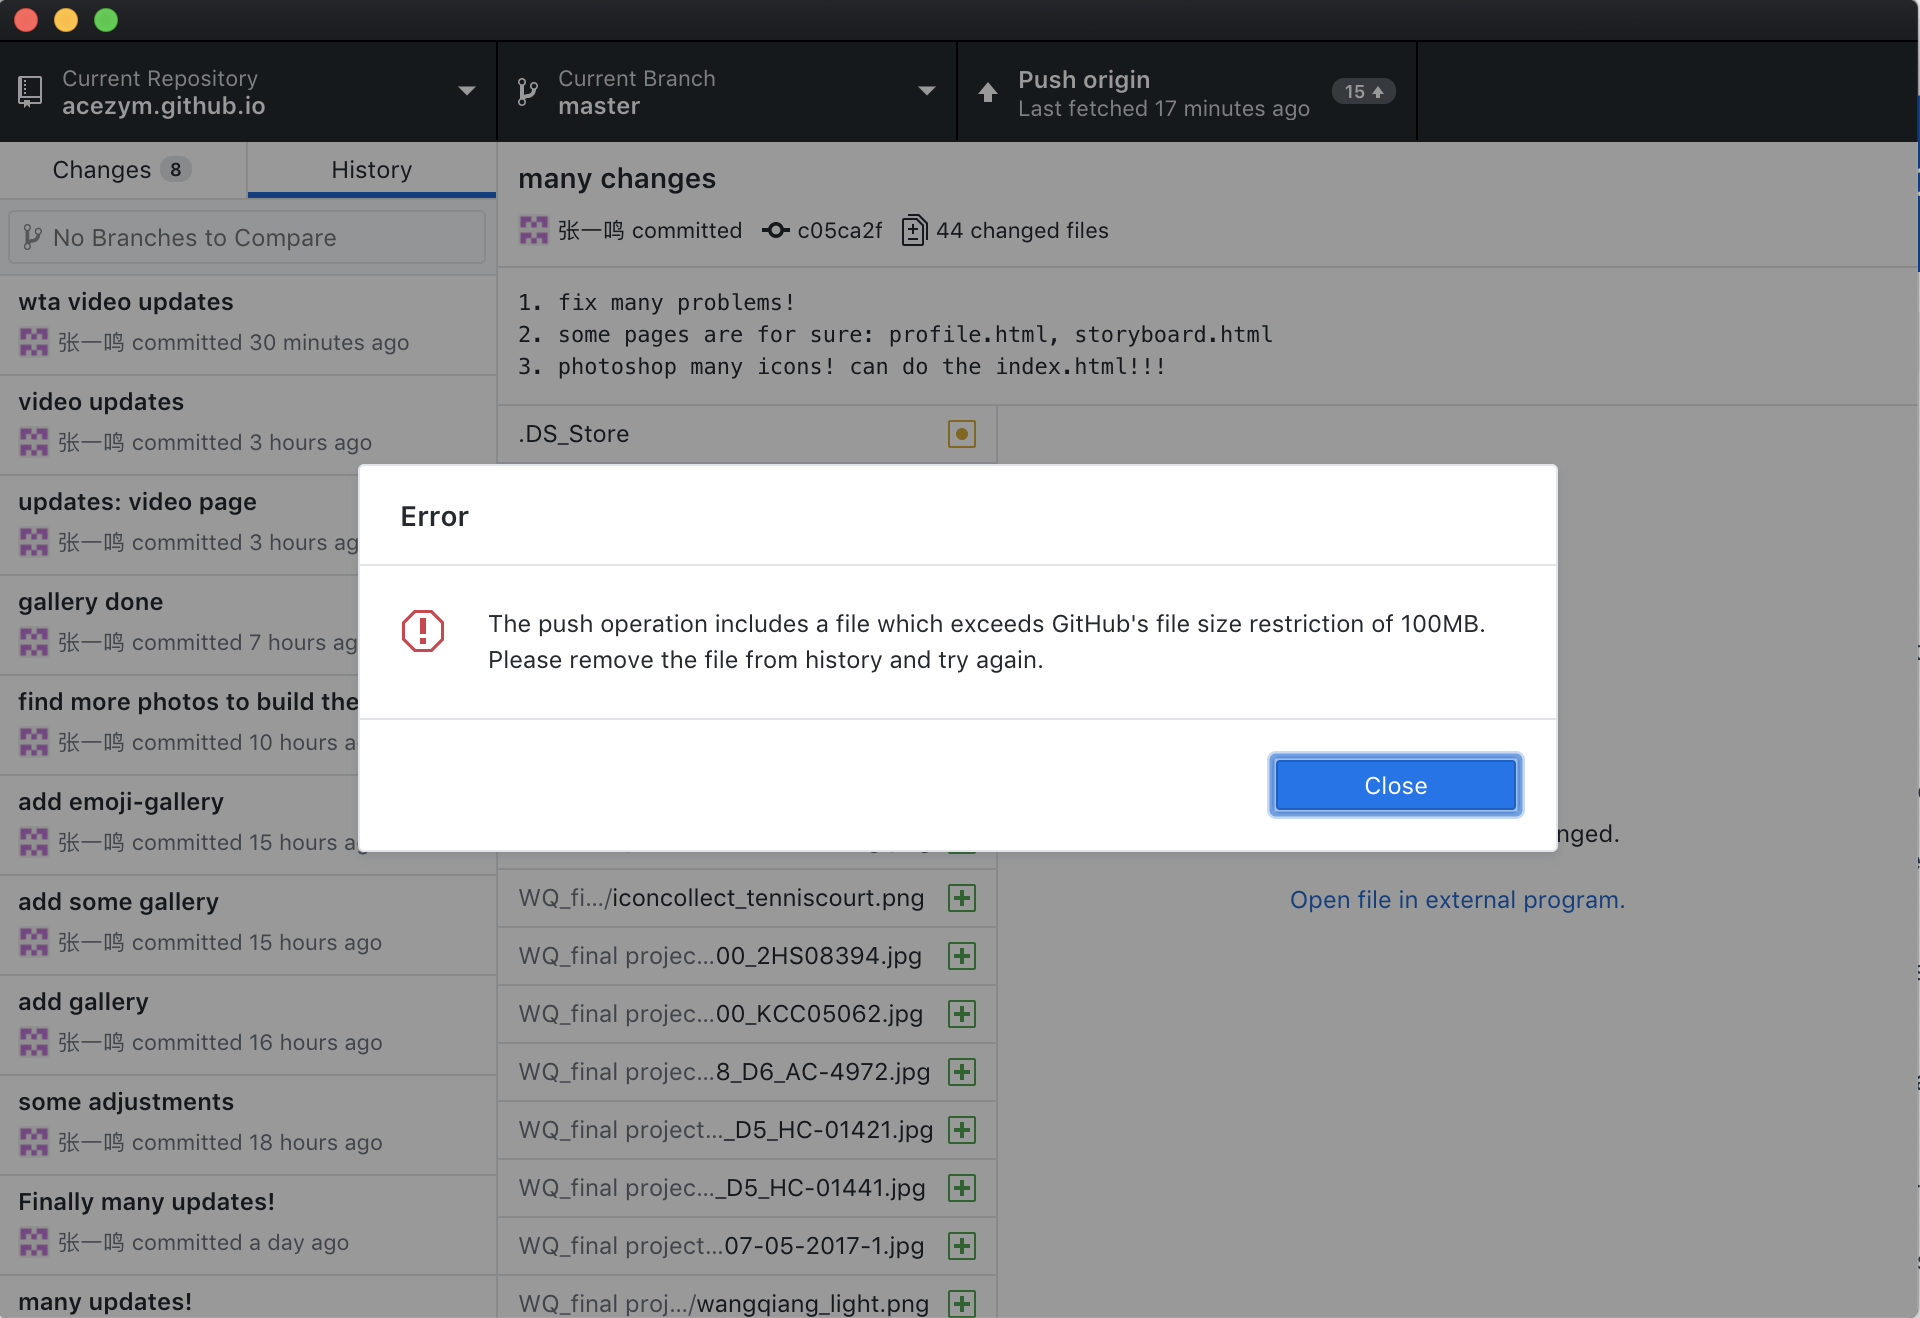 Current Repository
acezym.github.io
Current Branch
master
Push origin
Last fetched 17 minutes ago
15
Changes 8
History
No Branches to Compare
wta video updates
张一鸣 committed 30 minutes ago
video updates
张一鸣 committed 3 hours ago
updates: video page
张一鸣 committed 3 hours ag
gallery done
张一鸣 committed 7 hours ag
find more photos to build the
张一鸣 committed 10 hours a
add emoji-gallery
张一鸣 committed 15 hours ag
add some gallery
张一鸣 committed 15 hours ago
add gallery
张一鸣 committed 16 hours ago
some adjustments
张一鸣 committed 18 hours ago
Finally many updates!
张一鸣 committed a day ago
many updates!
many changes
张一鸣 committed c05ca2f 44 changed files
1. fix many problems!
2. some pages are for sure: profile.html, storyboard.html
3. photoshop many icons! can do the index.html!!!
.DS_Store
Error
The push operation includes a file which exceeds GitHub's file size restriction of 100MB.
Please remove the file from history and try again.
Close
nged.
Open file in external program.
WQ_fi.../iconcollect_tenniscourt.png
WQ_final projec...00_2HS08394.jpg
WQ_final projec...00_KCC05062.jpg
WQ_final projec...8_D6_AC-4972.jpg
WQ_final project..._D5_HC-01421.jpg
WQ_final projec..._D5_HC-01441.jpg
WQ_final project...07-05-2017-1.jpg
WQ_final proj.../wangqiang_light.png